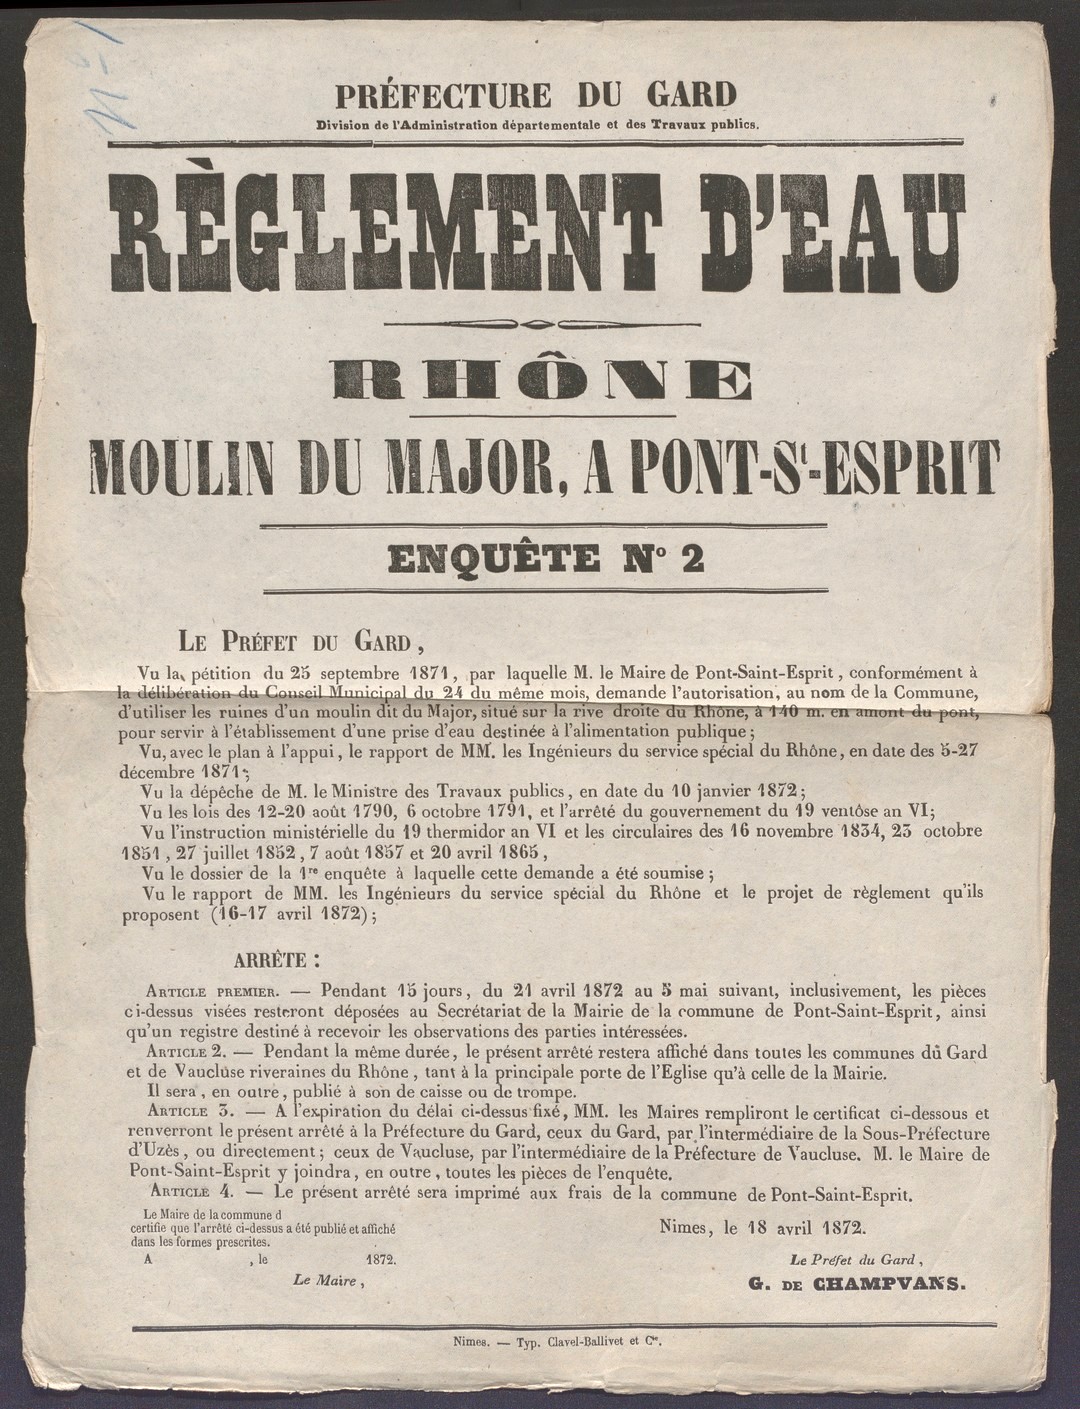 N° 1
PRÉFECTURE DU GARD
Division de l'Administration départementale et des Travaux publics.
RÈGLEMENT D'EAU
RHÔNE
MOULIN DU MAJOR, A PONT-St-ESPRIT
ENQUÊTE No 2
LE PRÉFET DU GARD,
Vu la pétition du 25 septembre 1871, par laquelle M. le Maire de Pont-Saint-Esprit, conformément à
la délibération du Conseil Municipal du 24 du même mois, demande l'autorisation, au nom de la Commune,
d'utiliser les ruines d'un moulin dit du Major, situé sur la rive droite du Rhône, à 140 m. en amont du pont,
pour servir à l'établissement d'une prise d'eau destinée à l'alimentation publique;
Vu, avec le plan à l'appui, le rapport de MM. les Ingénieurs du service spécial du Rhône, en date des 5-27
décembre 1871;
Vu la dépêche de M. le Ministre des Travaux publics, en date du 10 janvier 1872;
Vu les lois des 12-20 août 1790, 6 octobre 1791, et l'arrêté du gouvernement du 19 ventôse an VI;
Vu l'instruction ministérielle du 19 thermidor an VI et les circulaires des 16 novembre 1834, 23 octobre
1851, 27 juillet 1852, 7 août 1857 et 20 avril 1865,
Vu le dossier de la 1re enquête à laquelle cette demande a été soumise;
Vu le rapport de MM. les Ingénieurs du service spécial du Rhône et le projet de règlement qu'ils
proposent (16-17 avril 1872);
ARRÊTE:
ARTICLE PREMIER. — Pendant 15 jours, du 21 avril 1872 au 5 mai suivant, inclusivement, les pièces
ci-dessus visées resteront déposées au Secrétariat de la Mairie de la commune de Pont-Saint-Esprit, ainsi
qu'un registre destiné à recevoir les observations des parties intéressées.
ARTICLE 2. — Pendant la même durée, le présent arrêté restera affiché dans toutes les communes du Gard
et de Vaucluse riveraines du Rhône, tant à la principale porte de l'Eglise qu'à celle de la Mairie.
Il sera, en outre, publié à son de caisse ou de trompe.
ARTICLE 3. — A l'expiration du délai ci-dessus fixé, MM. les Maires rempliront le certificat ci-dessous et
renverront le présent arrêté à la Préfecture du Gard, ceux du Gard, par l'intermédiaire de la Sous-Préfecture
d'Uzès, ou directement; ceux de Vaucluse, par l'intermédiaire de la Préfecture de Vaucluse. M. le Maire de
Pont-Saint-Esprit y joindra, en outre, toutes les pièces de l'enquête.
ARTICLE 4. — Le présent arrêté sera imprimé aux frais de la commune de Pont-Saint-Esprit.
Le Maire de la commune d
certifie que l'arrêté ci-dessus a été publié et affiché
dans les formes prescrites.
A , le 1872.
Le Maire,
Nimes, le 18 avril 1872.
Le Préfet du Gard,
G. DE CHAMPVANS.
Nimes. — Typ. Clavel-Ballivet et Cie.